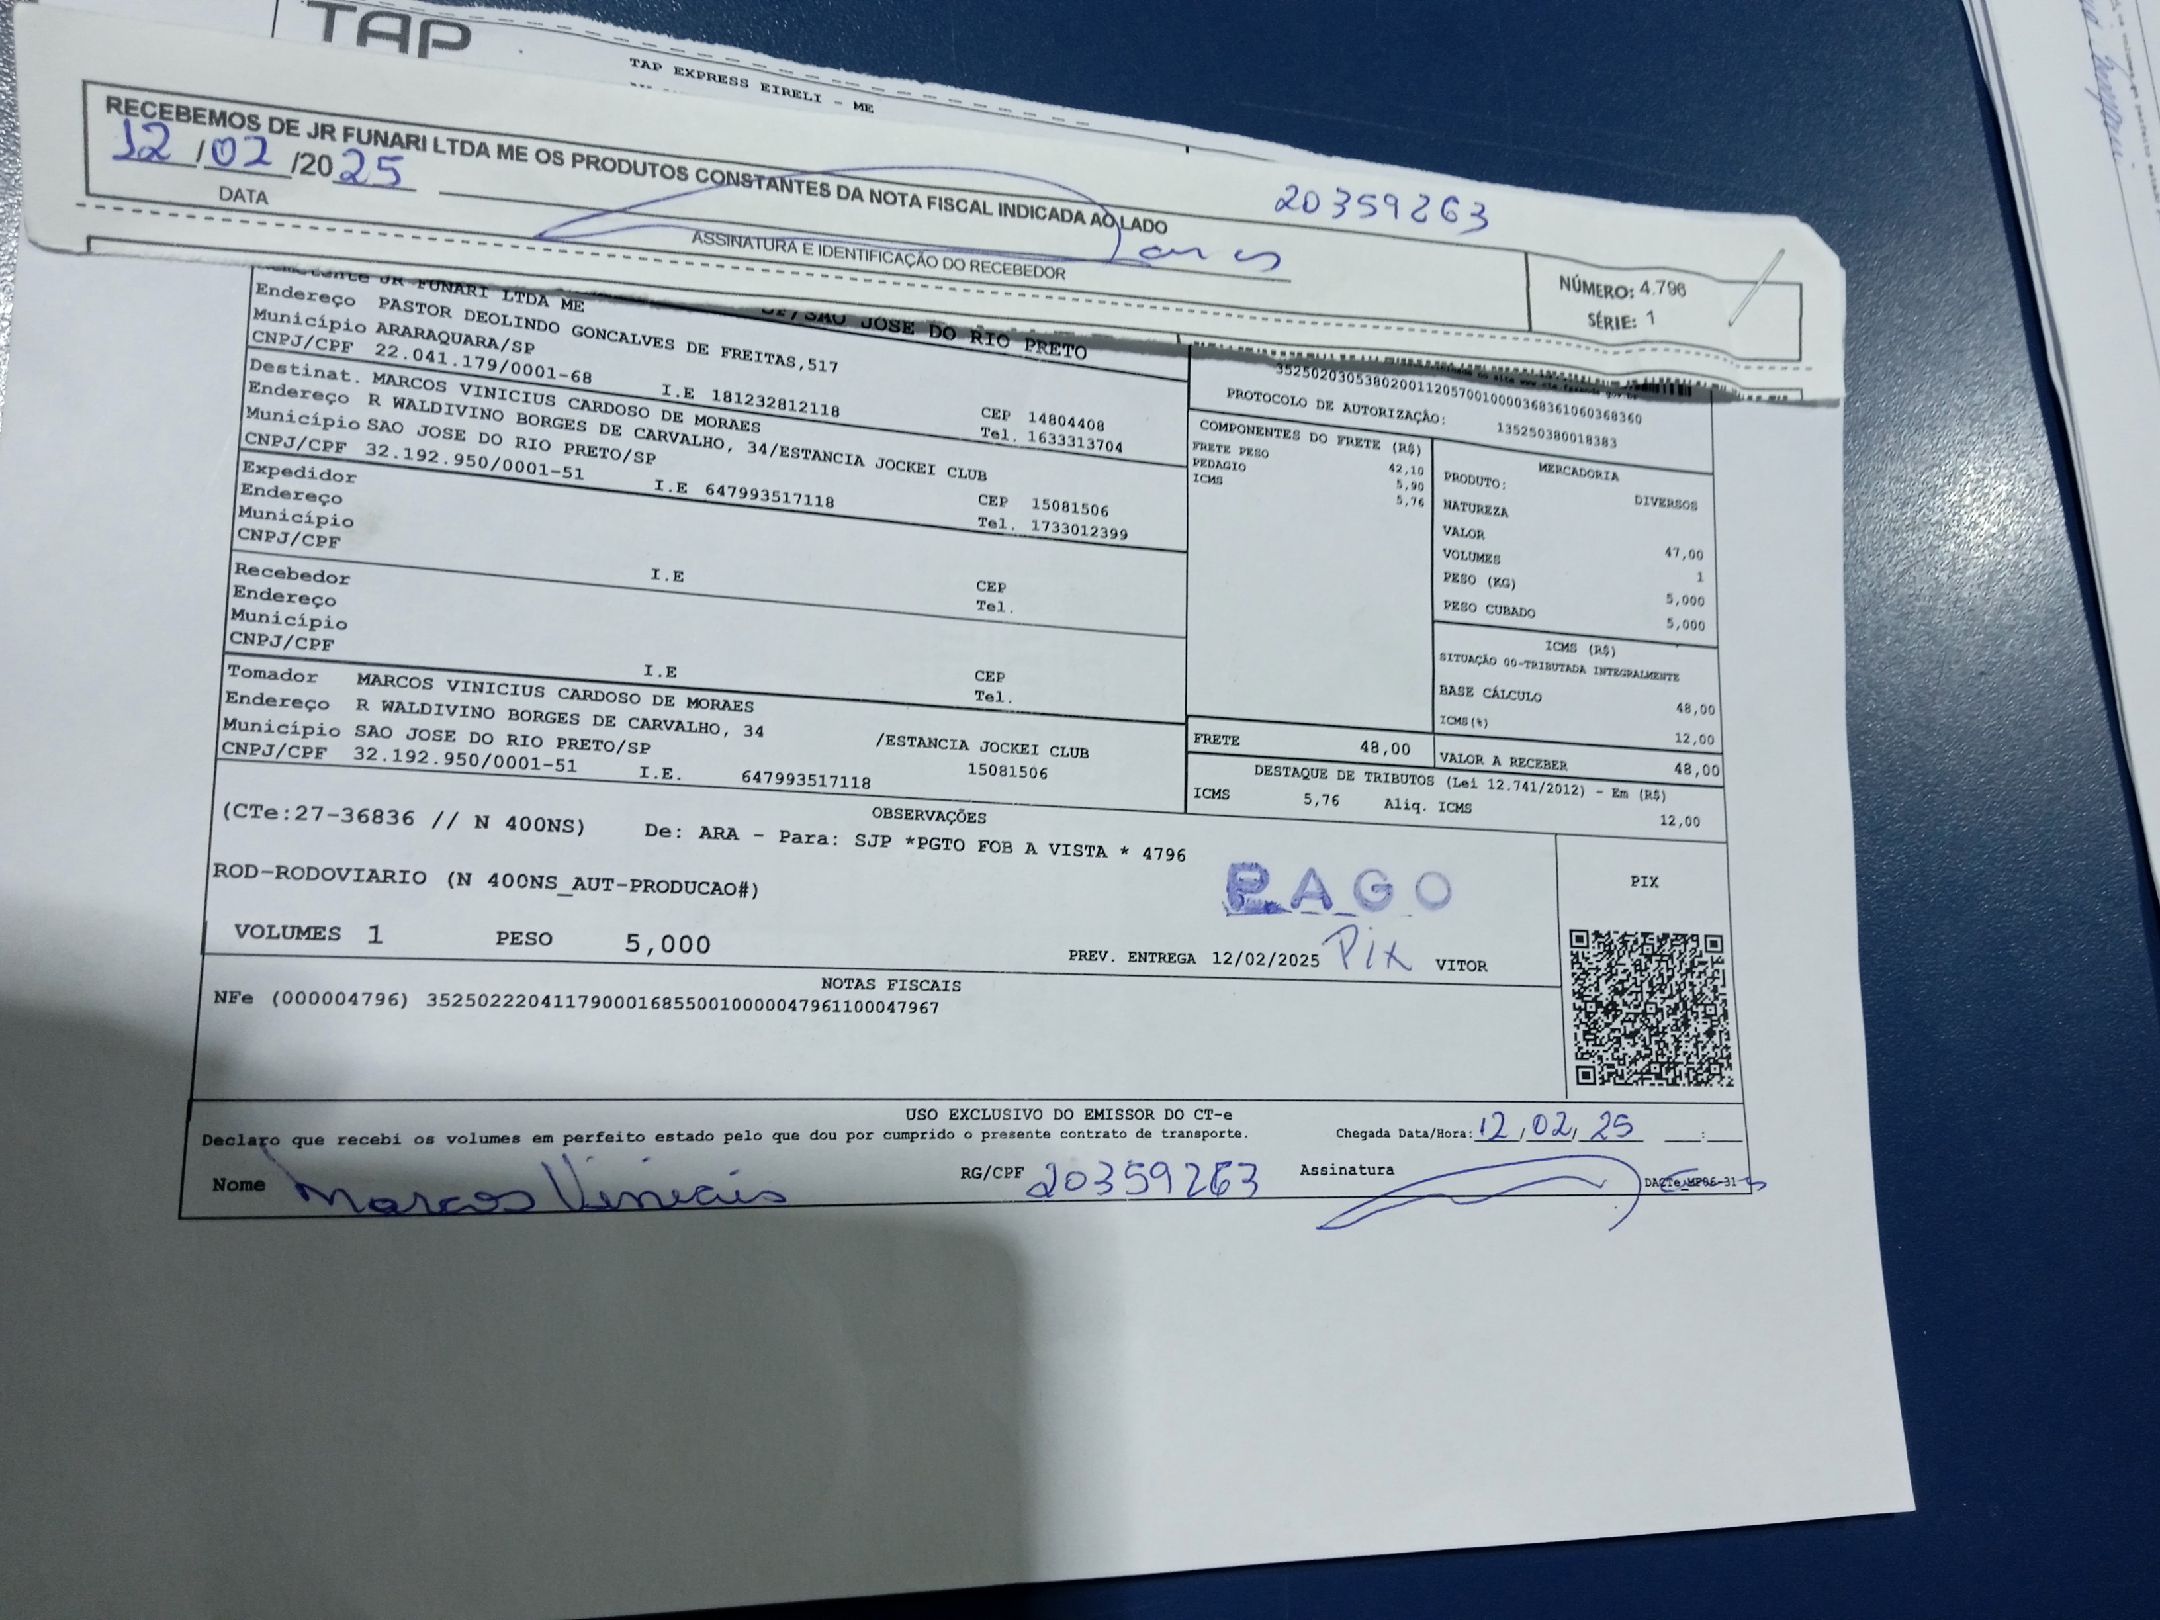 TAP
TAP EXPRESS EIRELI - ME
RECEBEMOS DE JR FUNARI LTDA ME OS PRODUTOS CONSTANTES DA NOTA FISCAL INDICADA AO LADO
12/02/2025
DATA
ASSINATURA E IDENTIFICAÇÃO DO RECEBEDOR
20359263
NÚMERO: 4.796
SÉRIE: 1
SAO JOSE DO RIO PRETO
JR FUNARI LTDA ME
Endereço PASTOR DEOLINDO GONCALVES DE FREITAS,517
Município ARARAQUARA/SP CEP 14804408
CNPJ/CPF 22.041.179/0001-68 I.E 181232812118 Tel. 1633313704
Destinat. MARCOS VINICIUS CARDOSO DE MORAES
Endereço R WALDIVINO BORGES DE CARVALHO, 34/ESTANCIA JOCKEI CLUB
Município SAO JOSE DO RIO PRETO/SP CEP 15081506
CNPJ/CPF 32.192.950/0001-51 I.E 647993517118 Tel. 1733012399
Expedidor
Endereço
Município CEP
CNPJ/CPF I.E Tel.
Recebedor
Endereço
Município CEP
CNPJ/CPF I.E Tel.
Tomador MARCOS VINICIUS CARDOSO DE MORAES
Endereço R WALDIVINO BORGES DE CARVALHO, 34 /ESTANCIA JOCKEI CLUB
Município SAO JOSE DO RIO PRETO/SP 15081506
CNPJ/CPF 32.192.950/0001-51 I.E. 647993517118
35250203053802001120570010000368361060368360
PROTOCOLO DE AUTORIZAÇÃO: 135250380018383
COMPONENTES DO FRETE (R$)
FRETE PESO 42,10
PEDAGIO 5,90
ICMS 5,76
FRETE 48,00
MERCADORIA
PRODUTO: DIVERSOS
NATUREZA
VALOR 47,00
VOLUMES 1
PESO (KG) 5,000
PESO CUBADO 5,000
ICMS (R$)
SITUAÇÃO 00-TRIBUTADA INTEGRALMENTE
BASE CÁLCULO 48,00
ICMS(%) 12,00
VALOR A RECEBER 48,00
DESTAQUE DE TRIBUTOS (Lei 12.741/2012) - Em (R$)
ICMS 5,76 Aliq. ICMS 12,00
OBSERVAÇÕES
(CTe:27-36836 // N 400NS) De: ARA - Para: SJP *PGTO FOB A VISTA * 4796
ROD-RODOVIARIO (N 400NS_AUT-PRODUCAO#)
PAGO
PIX
VOLUMES 1 PESO 5,000
PREV. ENTREGA 12/02/2025 Pix VITOR
NOTAS FISCAIS
NFe (000004796) 35250222041179000168550010000047961100047967
USO EXCLUSIVO DO EMISSOR DO CT-e
Declaro que recebi os volumes em perfeito estado pelo que dou por cumprido o presente contrato de transporte. Chegada Data/Hora: 12/02/25 __:__
Nome Marcos Vinicius RG/CPF 20359263 Assinatura